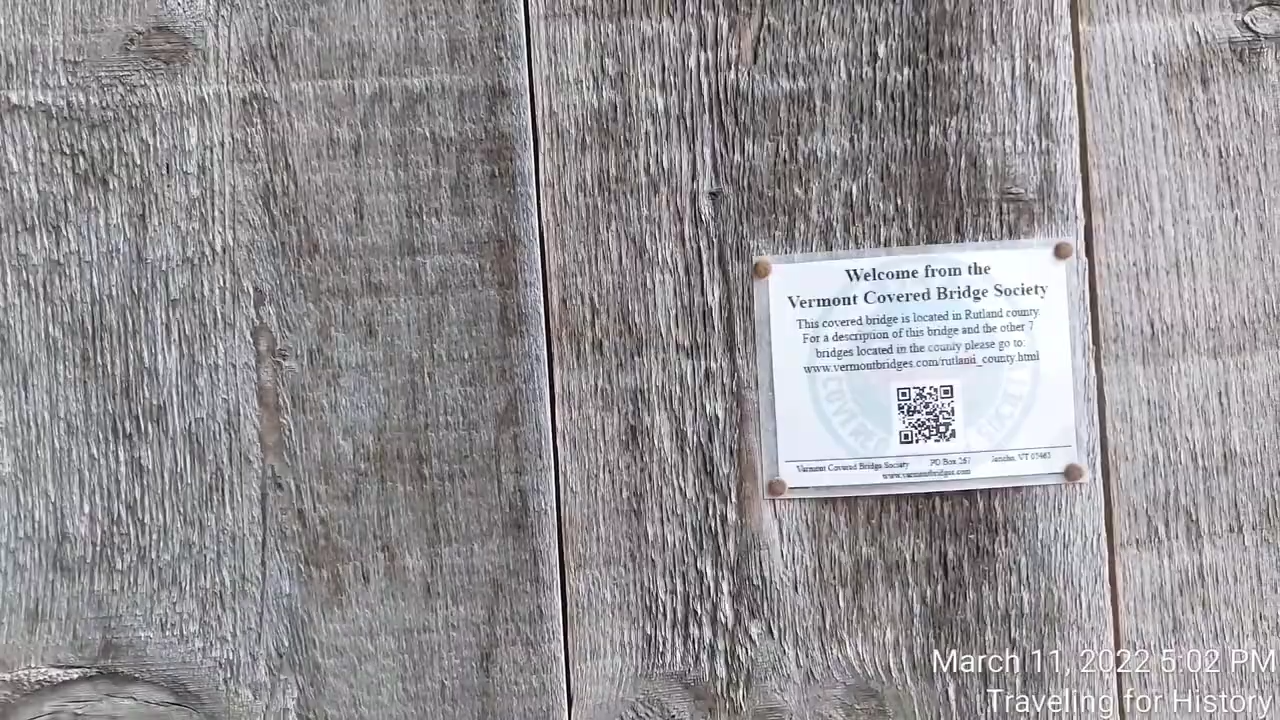 Welcome from the
Vermont Covered Bridge Society
This covered bridge is located in Rutland county.
For a description of this bridge and the other 7
bridges located in the county please go to:
www.vermontbridges.com/rutland_county.html
Vermont Covered Bridge Society PO Box 267 Jericho, VT 05465
www.vermontbridges.com
March 11, 2022 5:02 PM
Traveling for History